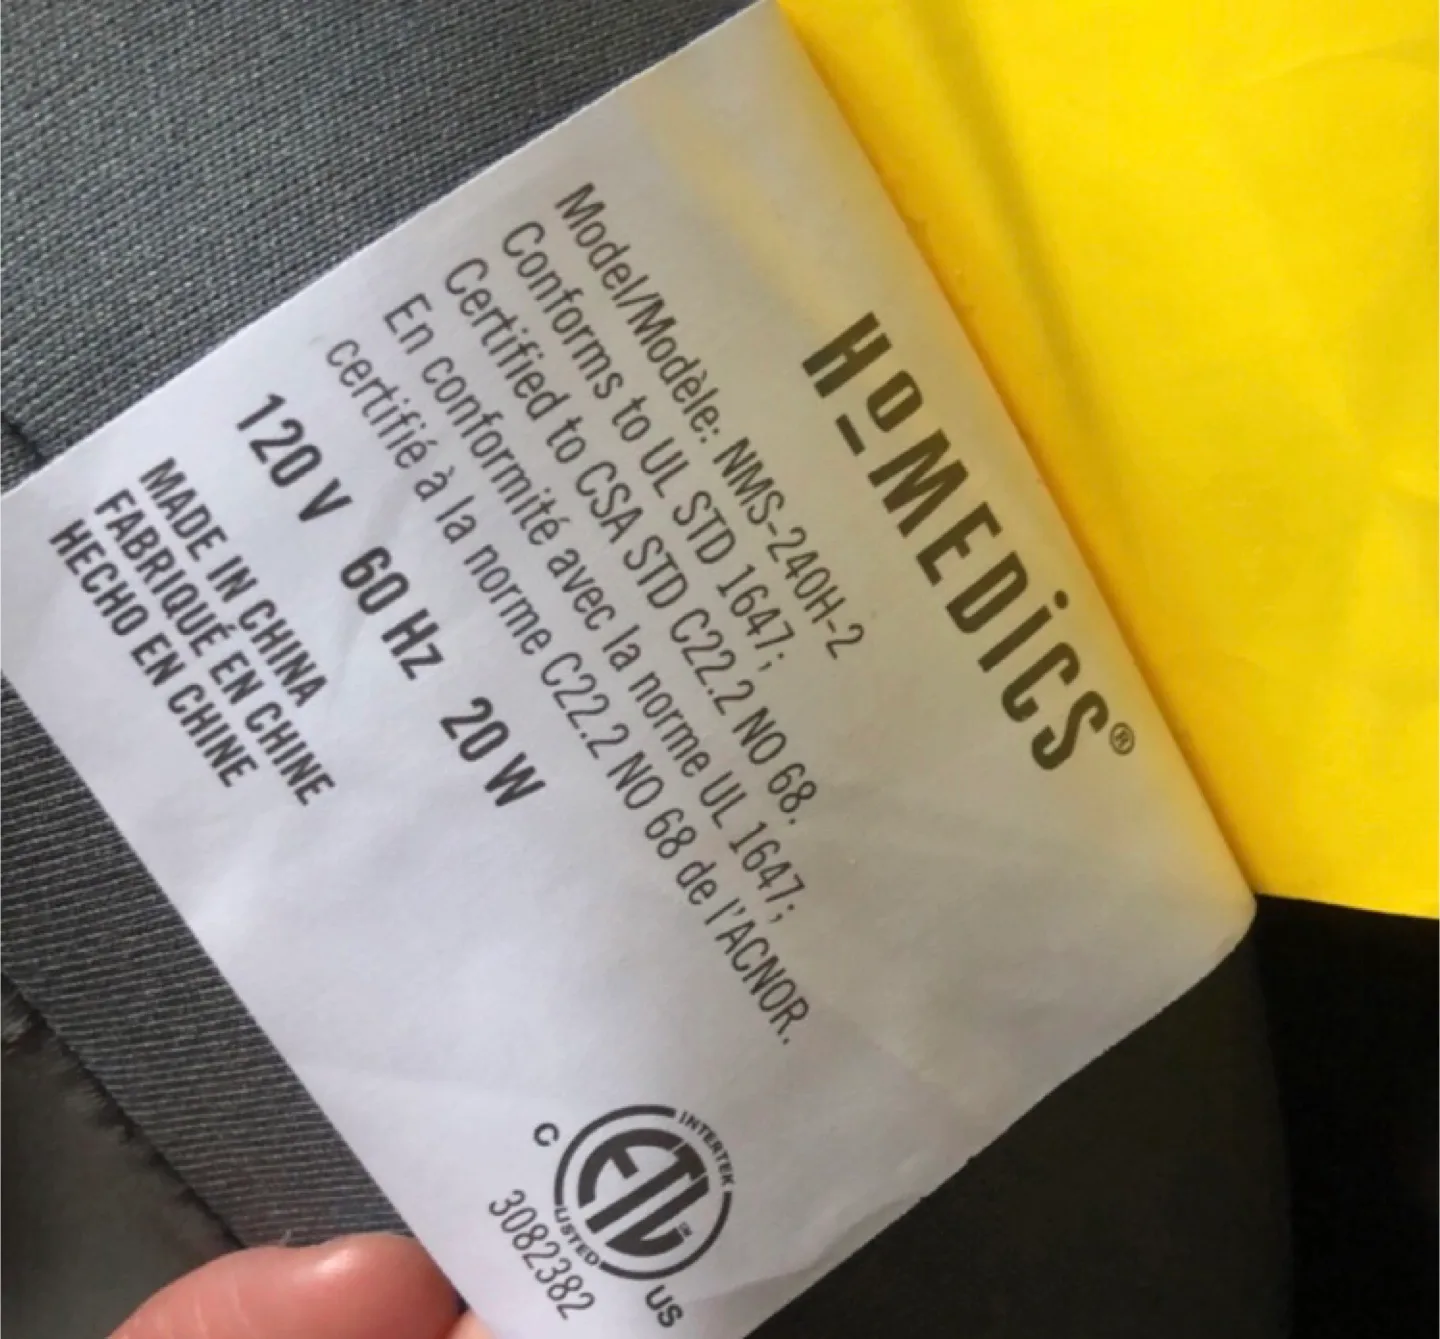 HoMEDiCS®
Model/Modèle: NMS-240H-2
Conforms to UL STD 1647;
Certified to CSA STD C22.2 NO 68.
En conformité avec la norme UL 1647;
certifié à la norme C22.2 NO 68 de l'ACNOR.
120 V 60 Hz 20 W
MADE IN CHINA
FABRIQUÉ EN CHINE
HECHO EN CHINE
INTERTEK
C ETL US
LISTED
3082382